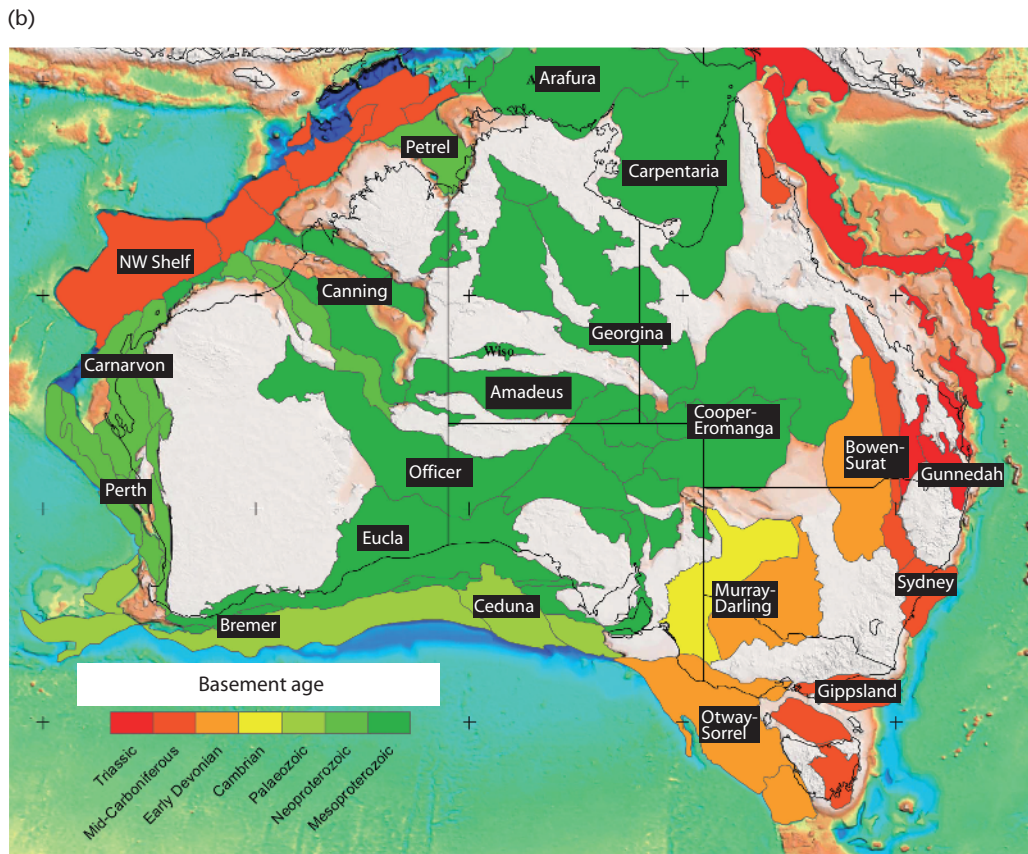 (b)
Arafura
Petrel
Carpentaria
NW Shelf
Canning
Georgina
Wiso
Carnarvon
Amadeus
Cooper-
Eromanga
Officer
Bowen-
Surat
Gunnedah
Perth
Eucla
Sydney
Murray-
Darling
Ceduna
Bremer
Basement age
Gippsland
Otway-
Sorrel
Triassic
Mid-Carboniferous
Early Devonian
Cambrian
Palaeozoic
Neoproterozoic
Mesoproterozoic